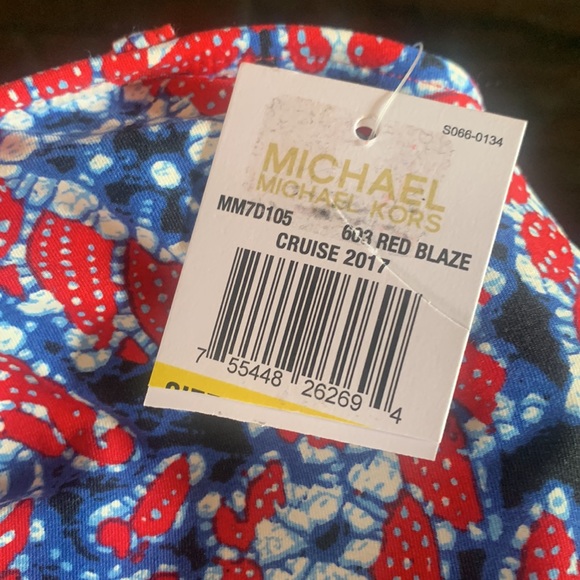 S066-0134
MICHAEL
MICHAEL KORS
MM7D105 603 RED BLAZE
CRUISE 2017
7 55448 26269 4